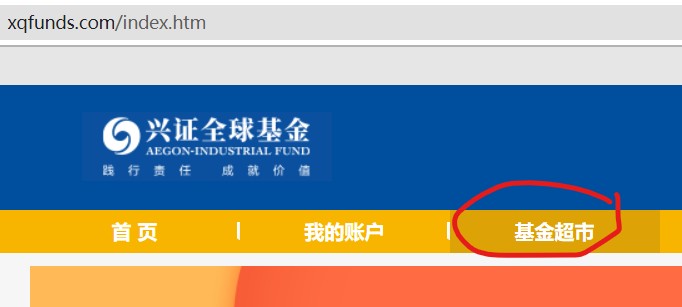 xqfunds.com/index.htm
兴证全球基金
AEGON-INDUSTRIAL FUND
践行责任 成就价值
首页 我的账户 基金超市